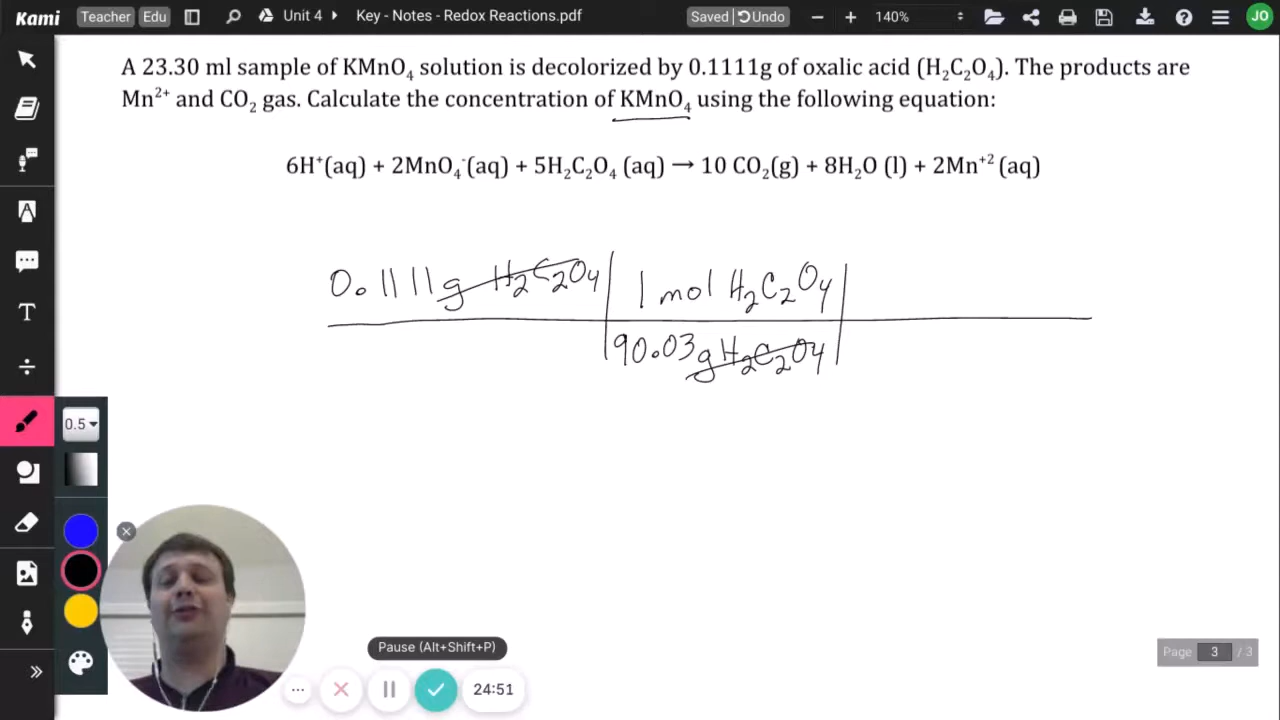 Kami Teacher Edu Unit 4 Key - Notes - Redox Reactions.pdf Saved Undo 140% JO
A 23.30 ml sample of KMnO₄ solution is decolorized by 0.1111g of oxalic acid (H₂C₂O₄). The products are
Mn²⁺ and CO₂ gas. Calculate the concentration of KMnO₄ using the following equation:
6H⁺(aq) + 2MnO₄⁻(aq) + 5H₂C₂O₄ (aq) → 10 CO₂(g) + 8H₂O (l) + 2Mn⁺² (aq)
0.1111g H₂C₂O₄ | 1 mol H₂C₂O₄
90.03g H₂C₂O₄
0.5
Pause (Alt+Shift+P)
Page 3 / 3
24:51